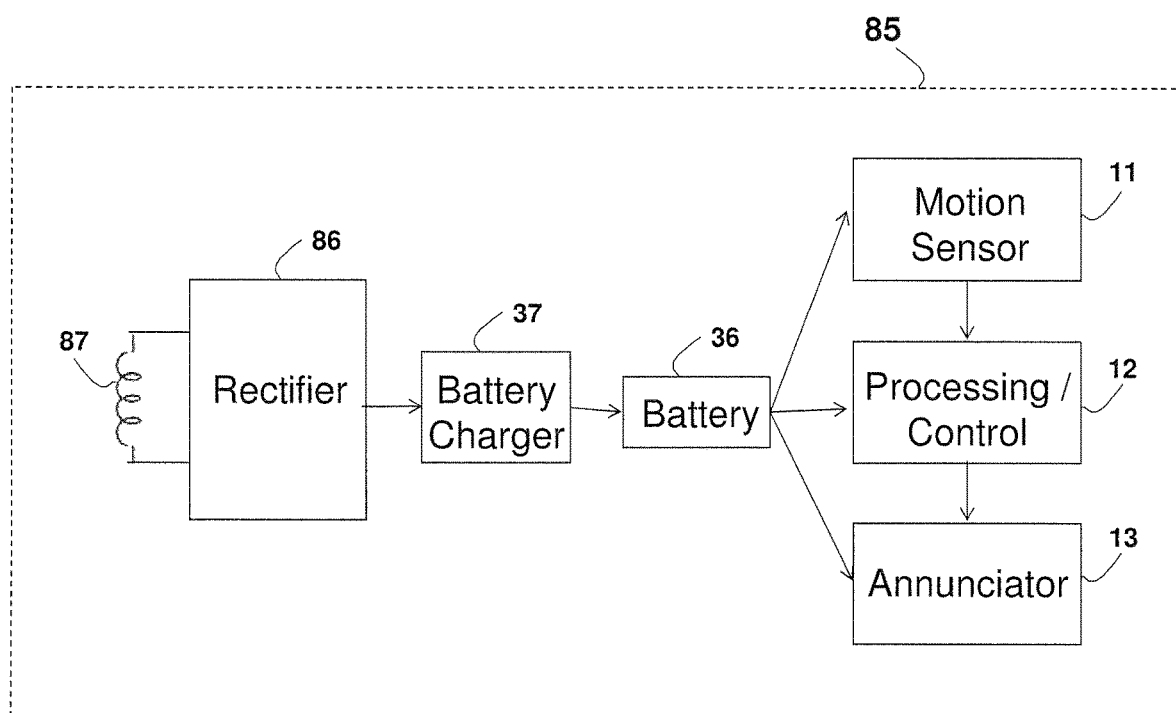 85
11
Motion
Sensor
86
87
Rectifier
37
Battery
Charger
36
Battery
12
Processing /
Control
13
Annunciator